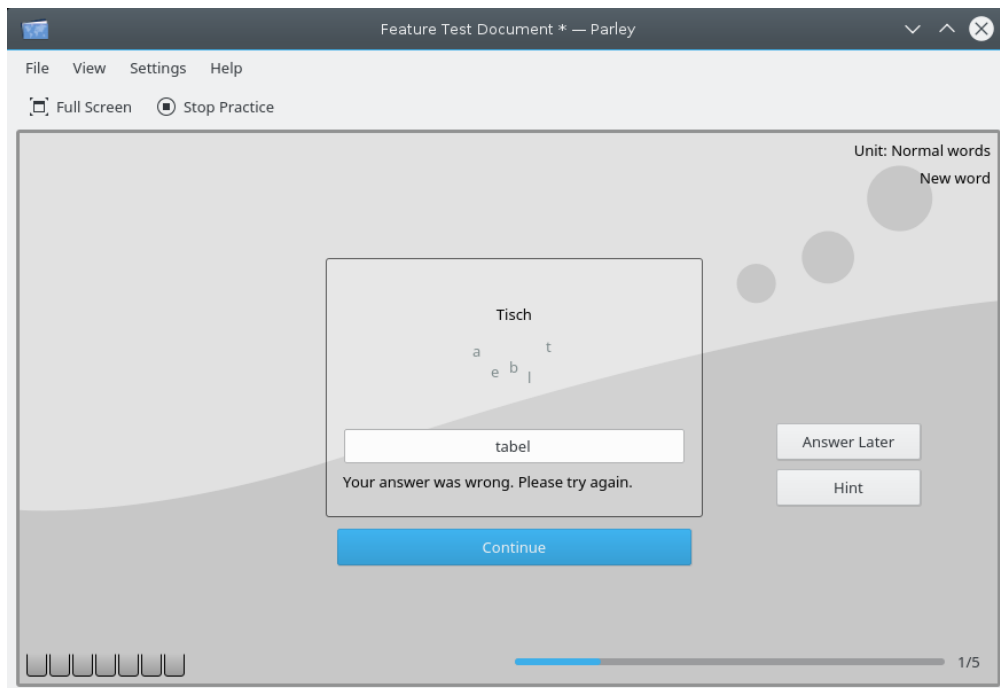 Feature Test Document * — Parley
File View Settings Help
Full Screen Stop Practice
Unit: Normal words
New word
Tisch
a e b l t
tabel
Your answer was wrong. Please try again.
Answer Later
Hint
Continue
1/5